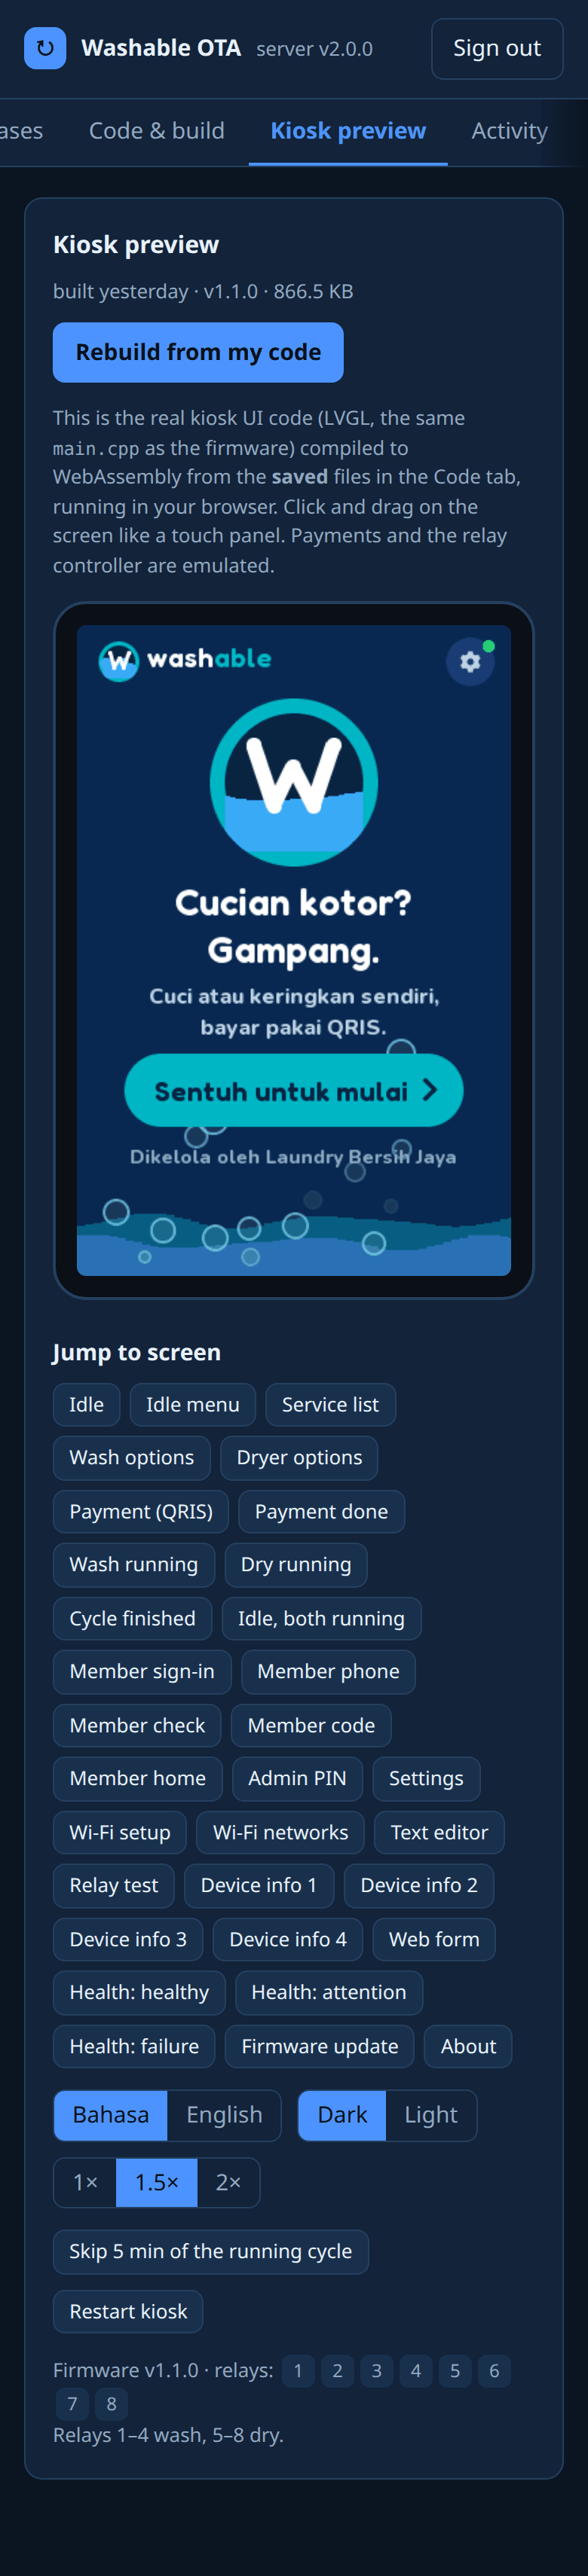 Washable OTA server v2.0.0 Sign out
ases Code & build Kiosk preview Activity
Kiosk preview
built yesterday · v1.1.0 · 866.5 KB
Rebuild from my code
This is the real kiosk UI code (LVGL, the same
main.cpp as the firmware) compiled to
WebAssembly from the saved files in the Code tab,
running in your browser. Click and drag on the
screen like a touch panel. Payments and the relay
controller are emulated.
W washable
W
Cucian kotor?
Gampang.
Cuci atau keringkan sendiri,
bayar pakai QRIS.
Sentuh untuk mulai
Dikelola oleh Laundry Bersih Jaya
Jump to screen
Idle Idle menu Service list
Wash options Dryer options
Payment (QRIS) Payment done
Wash running Dry running
Cycle finished Idle, both running
Member sign-in Member phone
Member check Member code
Member home Admin PIN Settings
Wi-Fi setup Wi-Fi networks Text editor
Relay test Device info 1 Device info 2
Device info 3 Device info 4 Web form
Health: healthy Health: attention
Health: failure Firmware update About
Bahasa English Dark Light
1× 1.5× 2×
Skip 5 min of the running cycle
Restart kiosk
Firmware v1.1.0 · relays: 1 2 3 4 5 6
7 8
Relays 1–4 wash, 5–8 dry.